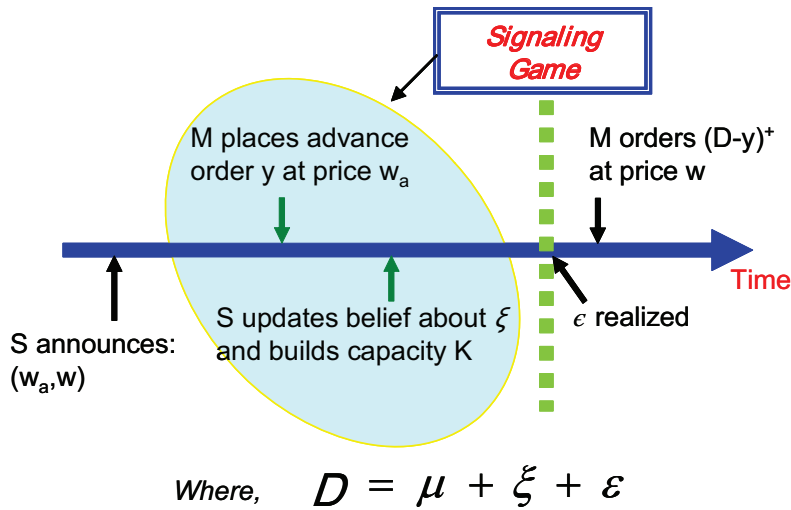 Signaling
Game
M places advance
order y at price wₐ
M orders (D-y)⁺
at price w
Time
S announces:
(wₐ,w)
S updates belief about ξ
and builds capacity K
ϵ realized
Where, D = μ + ξ + ε